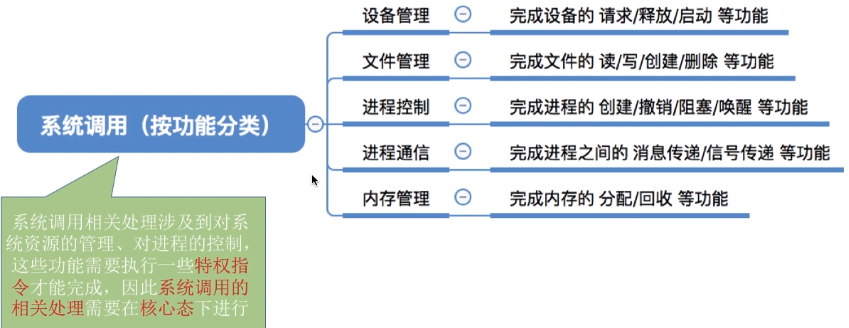 设备管理 完成设备的 请求/释放/启动 等功能
文件管理 完成文件的 读/写/创建/删除 等功能
进程控制 完成进程的 创建/撤销/阻塞/唤醒 等功能
系统调用（按功能分类）
进程通信 完成进程之间的 消息传递/信号传递 等功能
内存管理 完成内存的 分配/回收 等功能
系统调用相关处理涉及到对系
统资源的管理、对进程的控制，
这些功能需要执行一些特权指
令才能完成，因此系统调用的
相关处理需要在核心态下进行